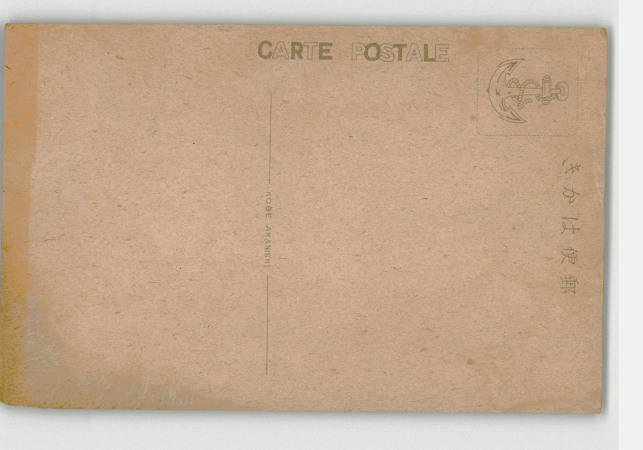 CARTE POSTALE
KOBE AKANISHI
きかは便郵